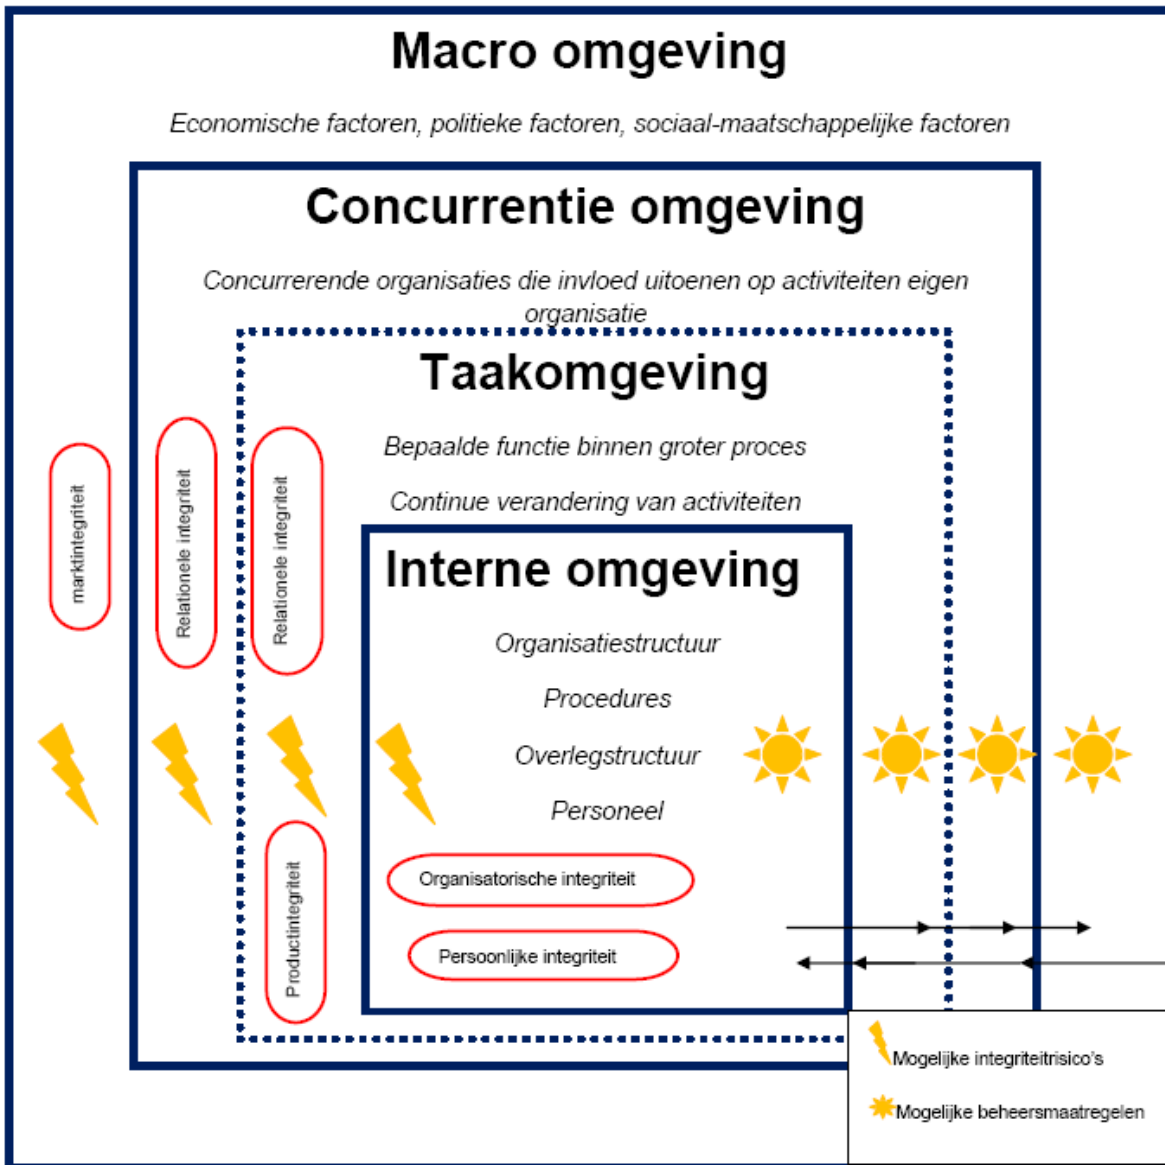 Macro omgeving
Economische factoren, politieke factoren, sociaal-maatschappelijke factoren
Concurrentie omgeving
Concurrerende organisaties die invloed uitoenen op activiteiten eigen
organisatie
Taakomgeving
Bepaalde functie binnen groter proces
Continue verandering van activiteiten
marktintegriteit
Relationele integriteit
Relationele integriteit
Interne omgeving
Organisatiestructuur
Procedures
Overlegstructuur
Personeel
Productintegriteit
Organisatorische integriteit
Persoonlijke integriteit
Mogelijke integriteitrisico's
Mogelijke beheersmaatregelen